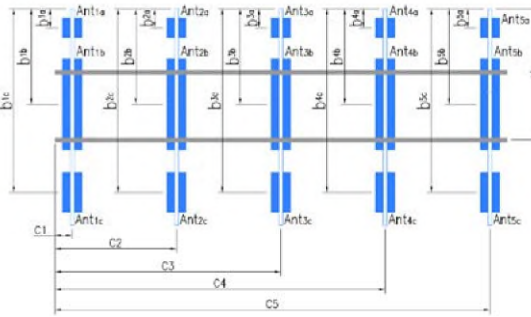 Ant1a Ant2a Ant3a Ant4a Ant5a
b1a b2a b3a b4a b5a
Ant1b Ant2b Ant3b Ant4b Ant5b
b1b b2b b3b b4b b5b
b1c b2c b3c b4c b5c
Ant1c Ant2c Ant3c Ant4c Ant5c
C1
C2
C3
C4
C5